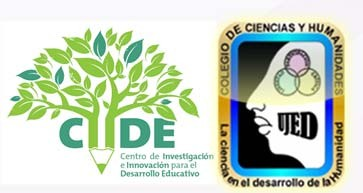 CIIDE
Centro de Investigación
e Innovación para el
Desarrollo Educativo
COLEGIO DE CIENCIAS Y HUMANIDADES
UJED
La ciencia en el desarrollo de la Humanidad